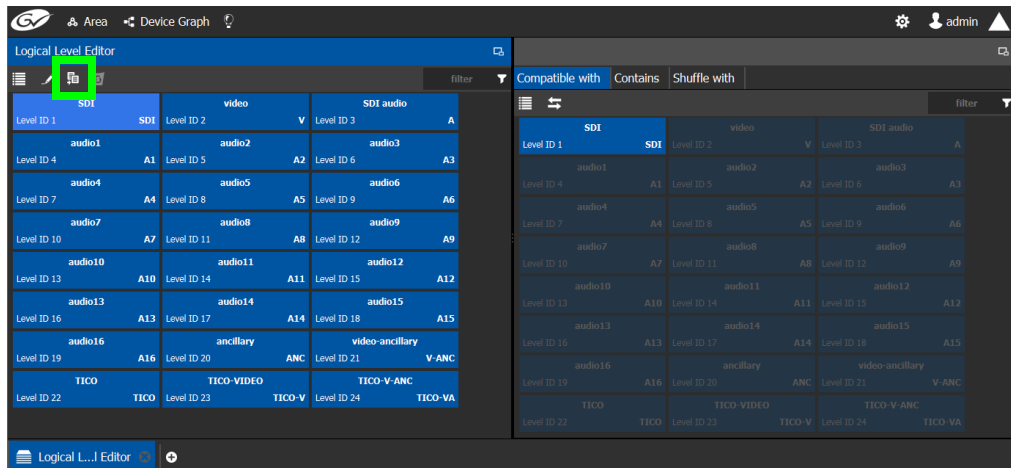 GV Area Device Graph admin
Logical Level Editor
filter
Compatible with Contains Shuffle with
filter
SDI video SDI audio
Level ID 1 SDI Level ID 2 V Level ID 3 A
audio1 audio2 audio3
Level ID 4 A1 Level ID 5 A2 Level ID 6 A3
audio4 audio5 audio6
Level ID 7 A4 Level ID 8 A5 Level ID 9 A6
audio7 audio8 audio9
Level ID 10 A7 Level ID 11 A8 Level ID 12 A9
audio10 audio11 audio12
Level ID 13 A10 Level ID 14 A11 Level ID 15 A12
audio13 audio14 audio15
Level ID 16 A13 Level ID 17 A14 Level ID 18 A15
audio16 ancillary video-ancillary
Level ID 19 A16 Level ID 20 ANC Level ID 21 V-ANC
TICO TICO-VIDEO TICO-V-ANC
Level ID 22 TICO Level ID 23 TICO-V Level ID 24 TICO-VA
SDI video SDI audio
Level ID 1 SDI Level ID 2 V Level ID 3 A
audio1 audio2 audio3
Level ID 4 A1 Level ID 5 A2 Level ID 6 A3
audio4 audio5 audio6
Level ID 7 A4 Level ID 8 A5 Level ID 9 A6
audio7 audio8 audio9
Level ID 10 A7 Level ID 11 A8 Level ID 12 A9
audio10 audio11 audio12
Level ID 13 A10 Level ID 14 A11 Level ID 15 A12
audio13 audio14 audio15
Level ID 16 A13 Level ID 17 A14 Level ID 18 A15
audio16 ancillary video-ancillary
Level ID 19 A16 Level ID 20 ANC Level ID 21 V-ANC
TICO TICO-VIDEO TICO-V-ANC
Level ID 22 TICO Level ID 23 TICO-V Level ID 24 TICO-VA
Logical L...l Editor